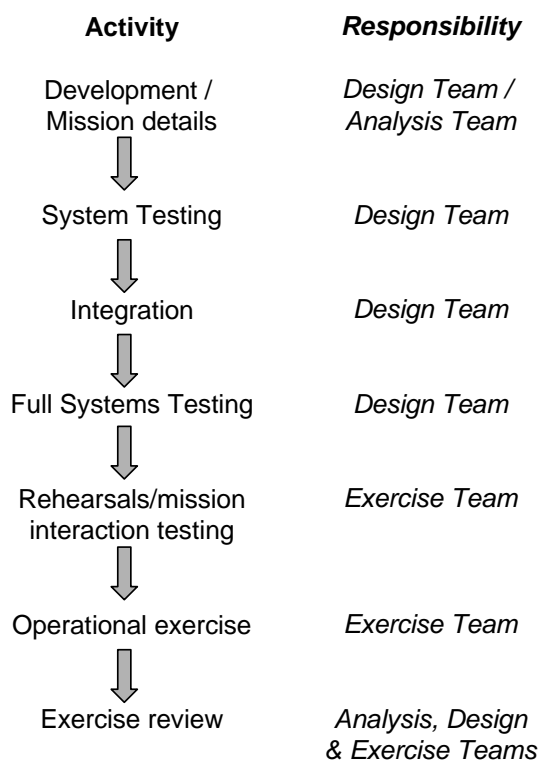 Activity Responsibility
Development / Design Team /
Mission details Analysis Team
System Testing Design Team
Integration Design Team
Full Systems Testing Design Team
Rehearsals/mission Exercise Team
interaction testing
Operational exercise Exercise Team
Exercise review Analysis, Design
& Exercise Teams